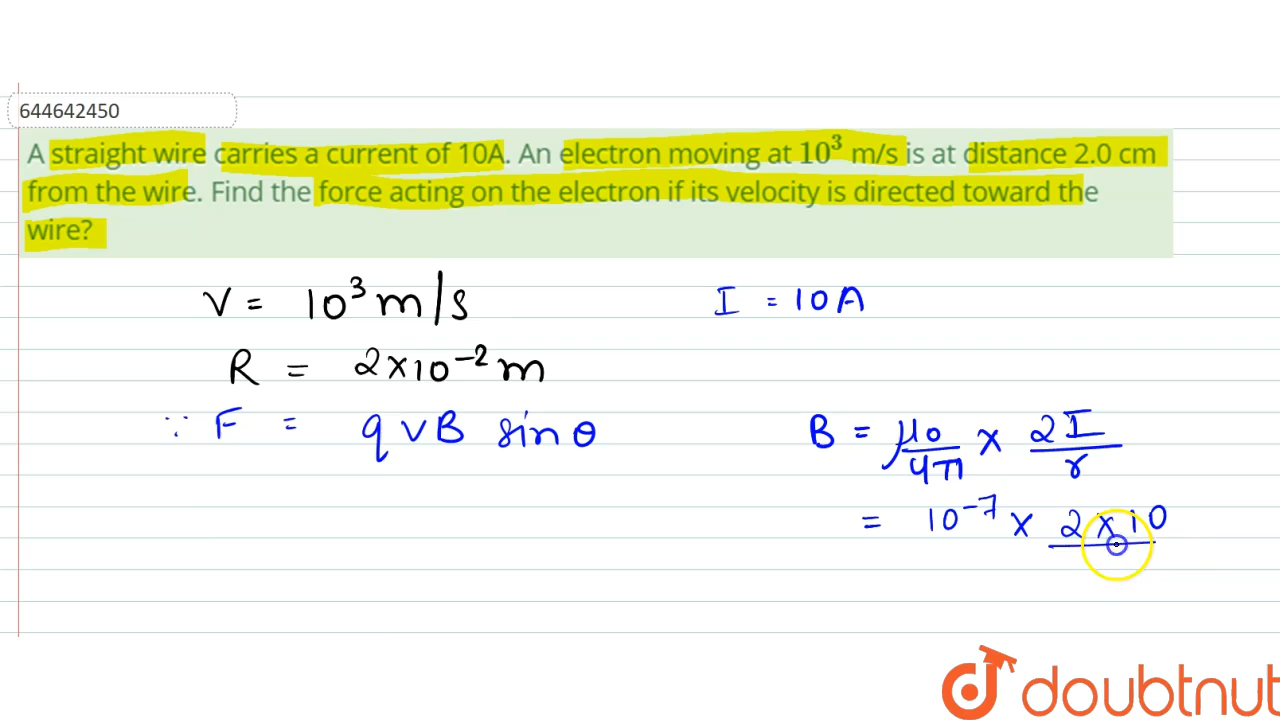 644642450
A straight wire carries a current of 10A. An electron moving at 10³ m/s is at distance 2.0 cm
from the wire. Find the force acting on the electron if its velocity is directed toward the
wire?
V = 10³ m/s
I = 10A
R = 2×10⁻² m
∵ F = qVB sinθ
B = μ₀/4π × 2I/r
= 10⁻⁷ × 2×10
doubtnut